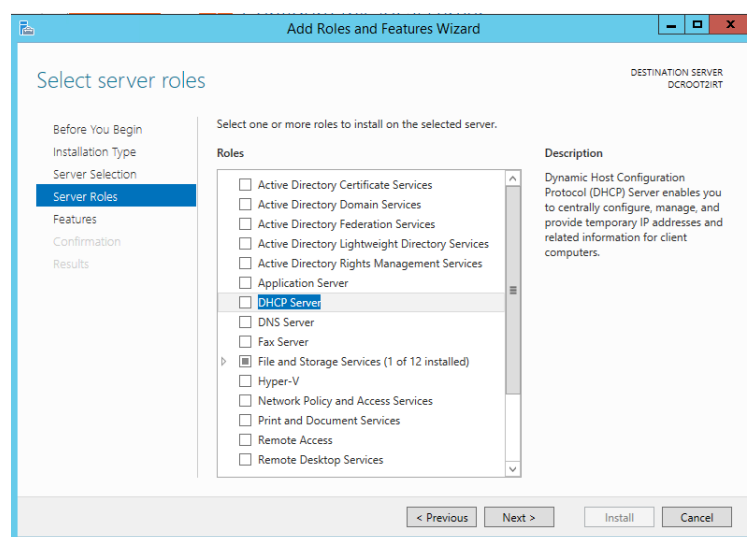 Add Roles and Features Wizard
Select server roles
DESTINATION SERVER
DCROOT2IRT
Before You Begin
Installation Type
Server Selection
Server Roles
Features
Confirmation
Results
Select one or more roles to install on the selected server.
Roles
Active Directory Certificate Services
Active Directory Domain Services
Active Directory Federation Services
Active Directory Lightweight Directory Services
Active Directory Rights Management Services
Application Server
DHCP Server
DNS Server
Fax Server
File and Storage Services (1 of 12 installed)
Hyper-V
Network Policy and Access Services
Print and Document Services
Remote Access
Remote Desktop Services
Description
Dynamic Host Configuration
Protocol (DHCP) Server enables you
to centrally configure, manage, and
provide temporary IP addresses and
related information for client
computers.
< Previous
Next >
Install
Cancel